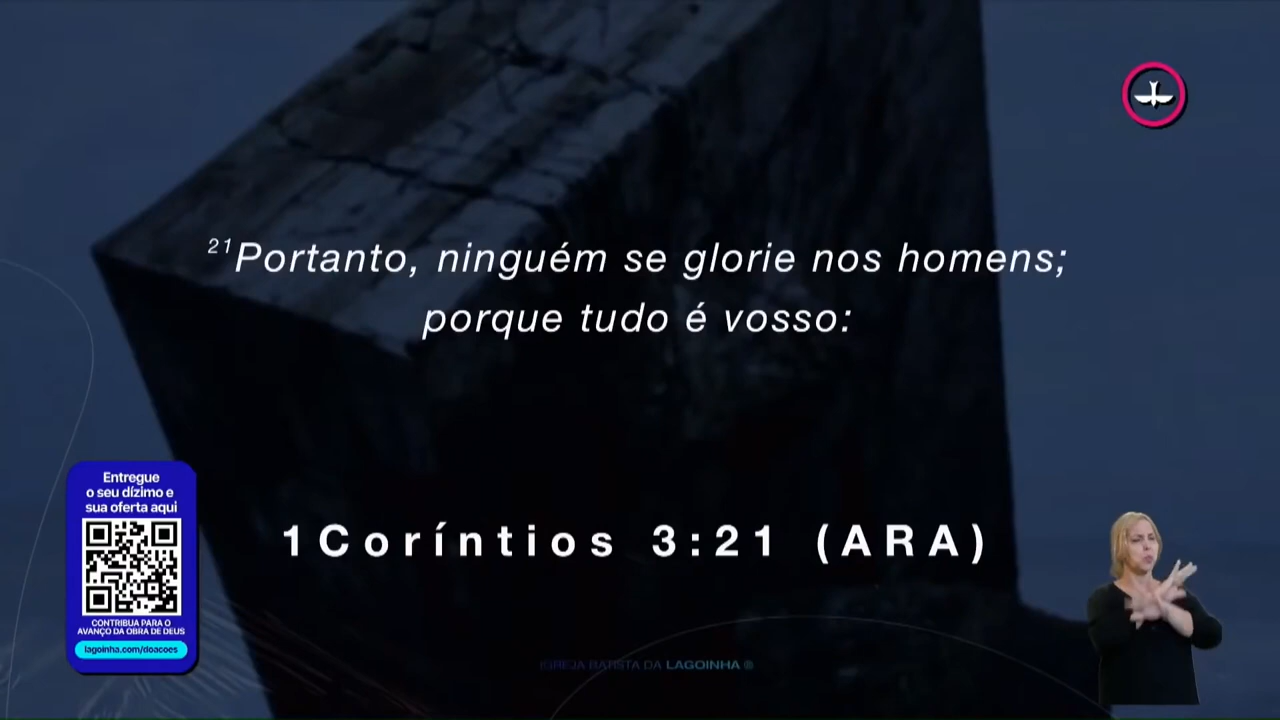 ²¹Portanto, ninguém se glorie nos homens;
porque tudo é vosso:
1Coríntios 3:21 (ARA)
Entregue
o seu dízimo e
sua oferta aqui
CONTRIBUA PARA O
AVANÇO DA OBRA DE DEUS
lagoinha.com/doacoes
IGREJA BATISTA DA LAGOINHA ®